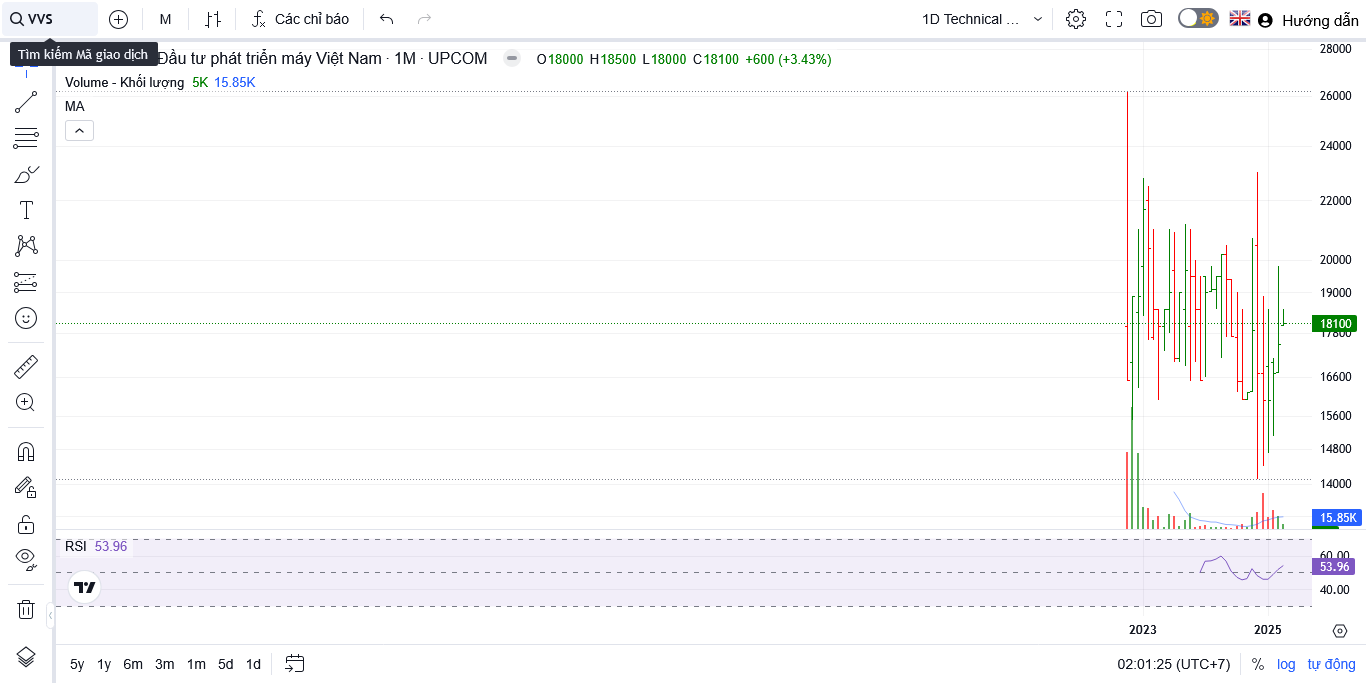 VVS
M
Các chỉ báo
1D Technical ...
Hướng dẫn
Tìm kiếm Mã giao dịch
Đầu tư phát triển máy Việt Nam · 1M · UPCOM
O18000 H18500 L18000 C18100 +600 (+3.43%)
Volume - Khối lượng 5K 15.85K
MA
28000
26000
24000
22000
20000
19000
18100
17800
16600
15600
14800
14000
15.85K
RSI 53.96
60.00
53.96
40.00
2023 2025
5y 1y 6m 3m 1m 5d 1d
02:01:25 (UTC+7) % log tự động